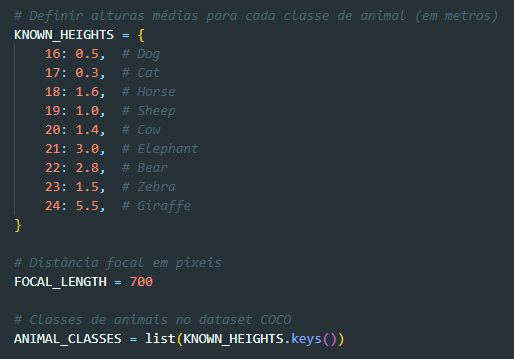 # Definir alturas médias para cada classe de animal (em metros)
KNOWN_HEIGHTS = {
    16: 0.5,  # Dog
    17: 0.3,  # Cat
    18: 1.6,  # Horse
    19: 1.0,  # Sheep
    20: 1.4,  # Cow
    21: 3.0,  # Elephant
    22: 2.8,  # Bear
    23: 1.5,  # Zebra
    24: 5.5,  # Giraffe
}
# Distância focal em pixeis
FOCAL_LENGTH = 700
# Classes de animais no dataset COCO
ANIMAL_CLASSES = list(KNOWN_HEIGHTS.keys())